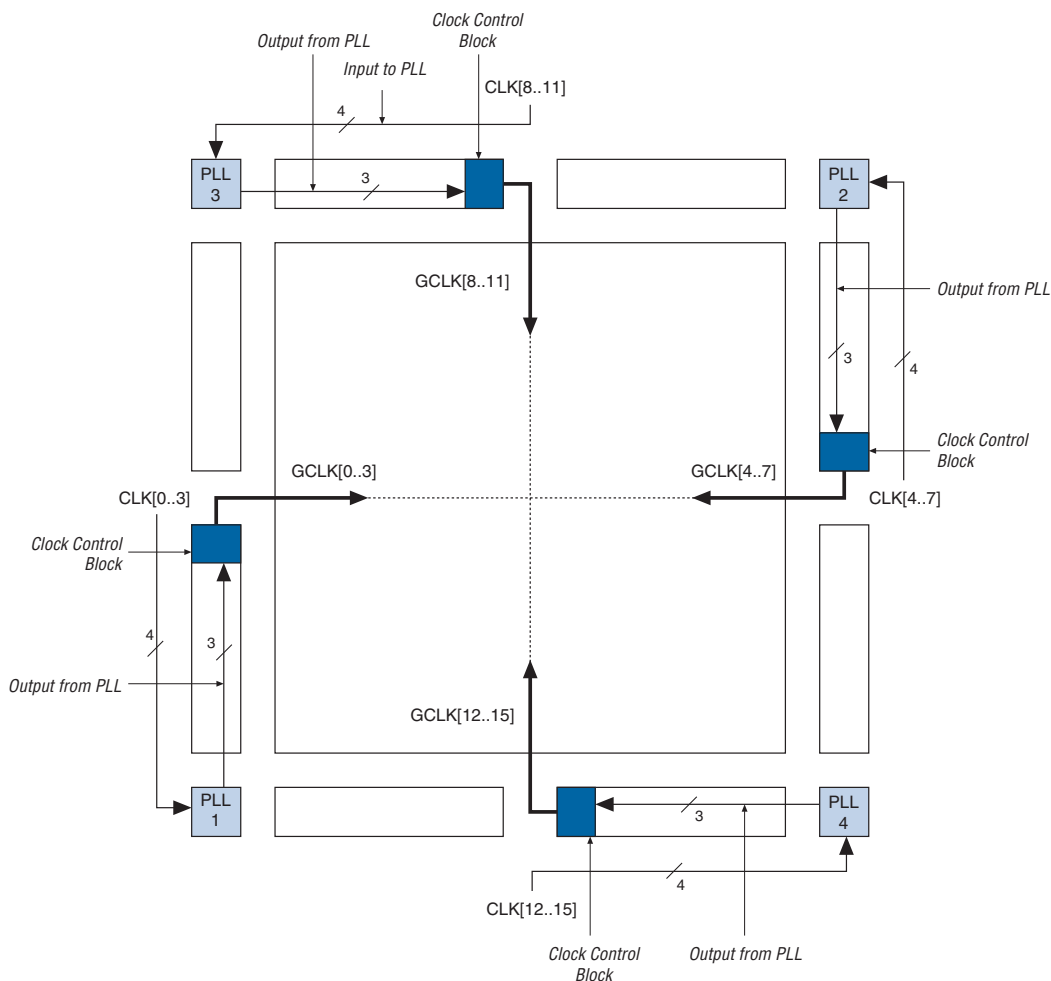 Clock Control
Block
Output from PLL
Input to PLL
CLK[8..11]
4
PLL
3
3
PLL
2
GCLK[8..11]
Output from PLL
3
4
Clock Control
Block
GCLK[0..3]
GCLK[4..7]
CLK[0..3]
CLK[4..7]
Clock Control
Block
4
3
Output from PLL
GCLK[12..15]
PLL
1
3
PLL
4
4
CLK[12..15]
Clock Control
Block
Output from PLL